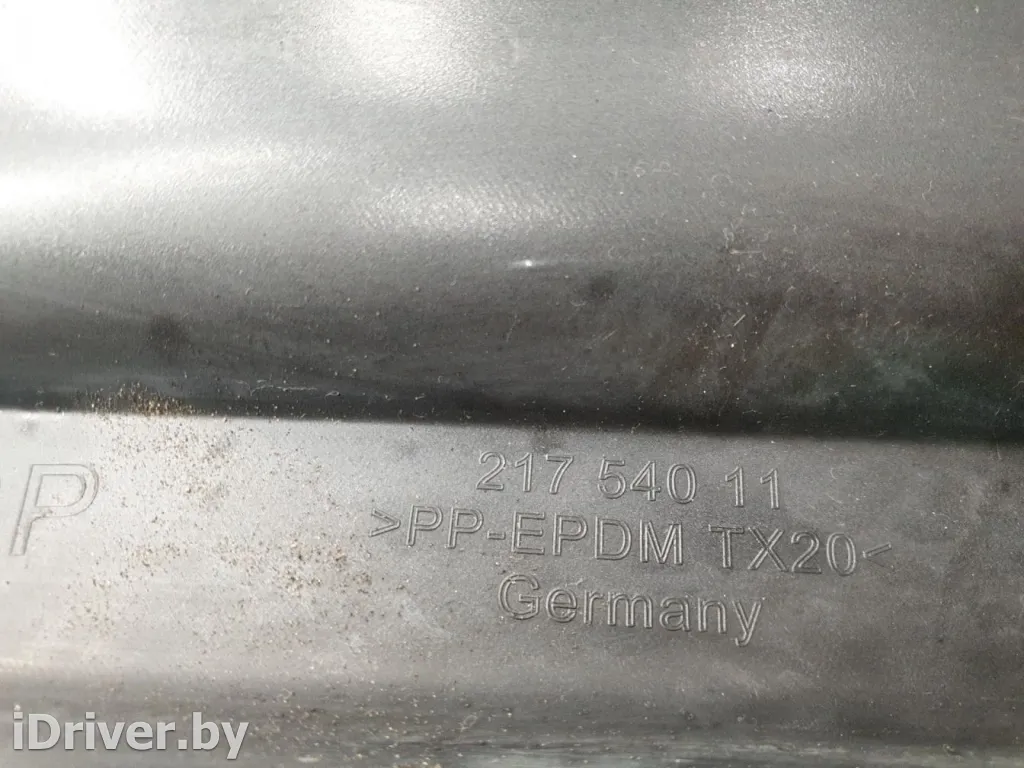 217 540 11
P >PP-EPDM TX20<
Germany
iDriver.by